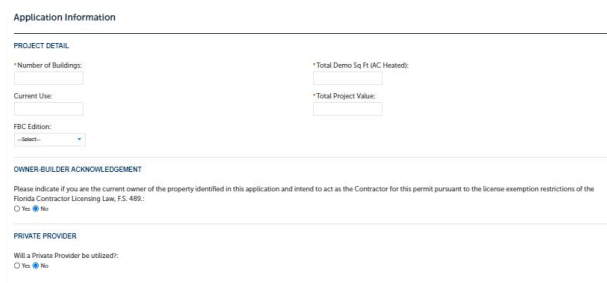 Application Information
PROJECT DETAIL
*Number of Buildings:
*Total Demo Sq Ft (AC Heated):
Current Use:
*Total Project Value:
FBC Edition:
--Select--
OWNER-BUILDER ACKNOWLEDGEMENT
Please indicate if you are the current owner of the property identified in this application and intend to act as the Contractor for this permit pursuant to the license exemption restrictions of the
Florida Contractor Licensing Law, F.S. 489.:
Yes No
PRIVATE PROVIDER
Will a Private Provider be utilized?:
Yes No